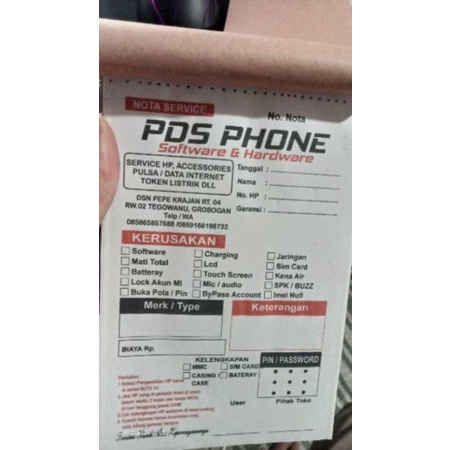 NOTA SERVICE
No. Nota
PDS PHONE
Software & Hardware
SERVICE HP, ACCESSORIES
PULSA / DATA INTERNET
TOKEN LISTRIK DLL
Tanggal :
Nama :
No. HP :
Garansi :
DSN PEPE KRAJAN RT. 04
RW.02 TEGOWANU, GROBOGAN
Telp / WA
085865857688 /0859166198732
KERUSAKAN
Software Charging Jaringan
Mati Total Lcd Sim Card
Batteray Touch Screen Kena Air
Lock Akun MI Mic / audio SPK / BUZZ
Buka Pola / Pin ByPass Account Imei Null
Merk / Type Keterangan
BIAYA Rp.
KELENGKAPAN
MMC SIM CARD
CASING / BATERAY
CASE
PIN / PASSWORD
User Pihak Toko
Perhatian :